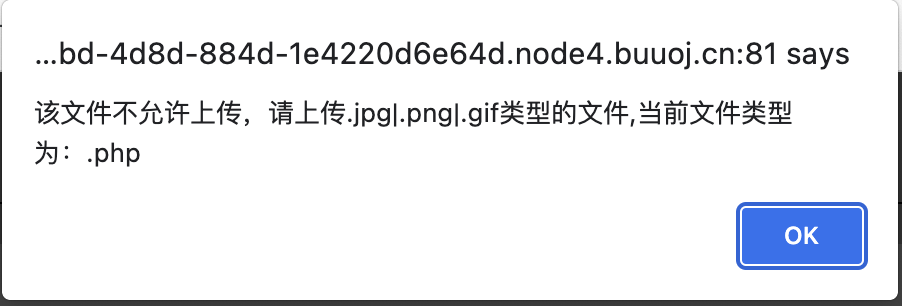 ...bd-4d8d-884d-1e4220d6e64d.node4.buuoj.cn:81 says
该文件不允许上传，请上传.jpg|.png|.gif类型的文件,当前文件类型
为：.php
OK